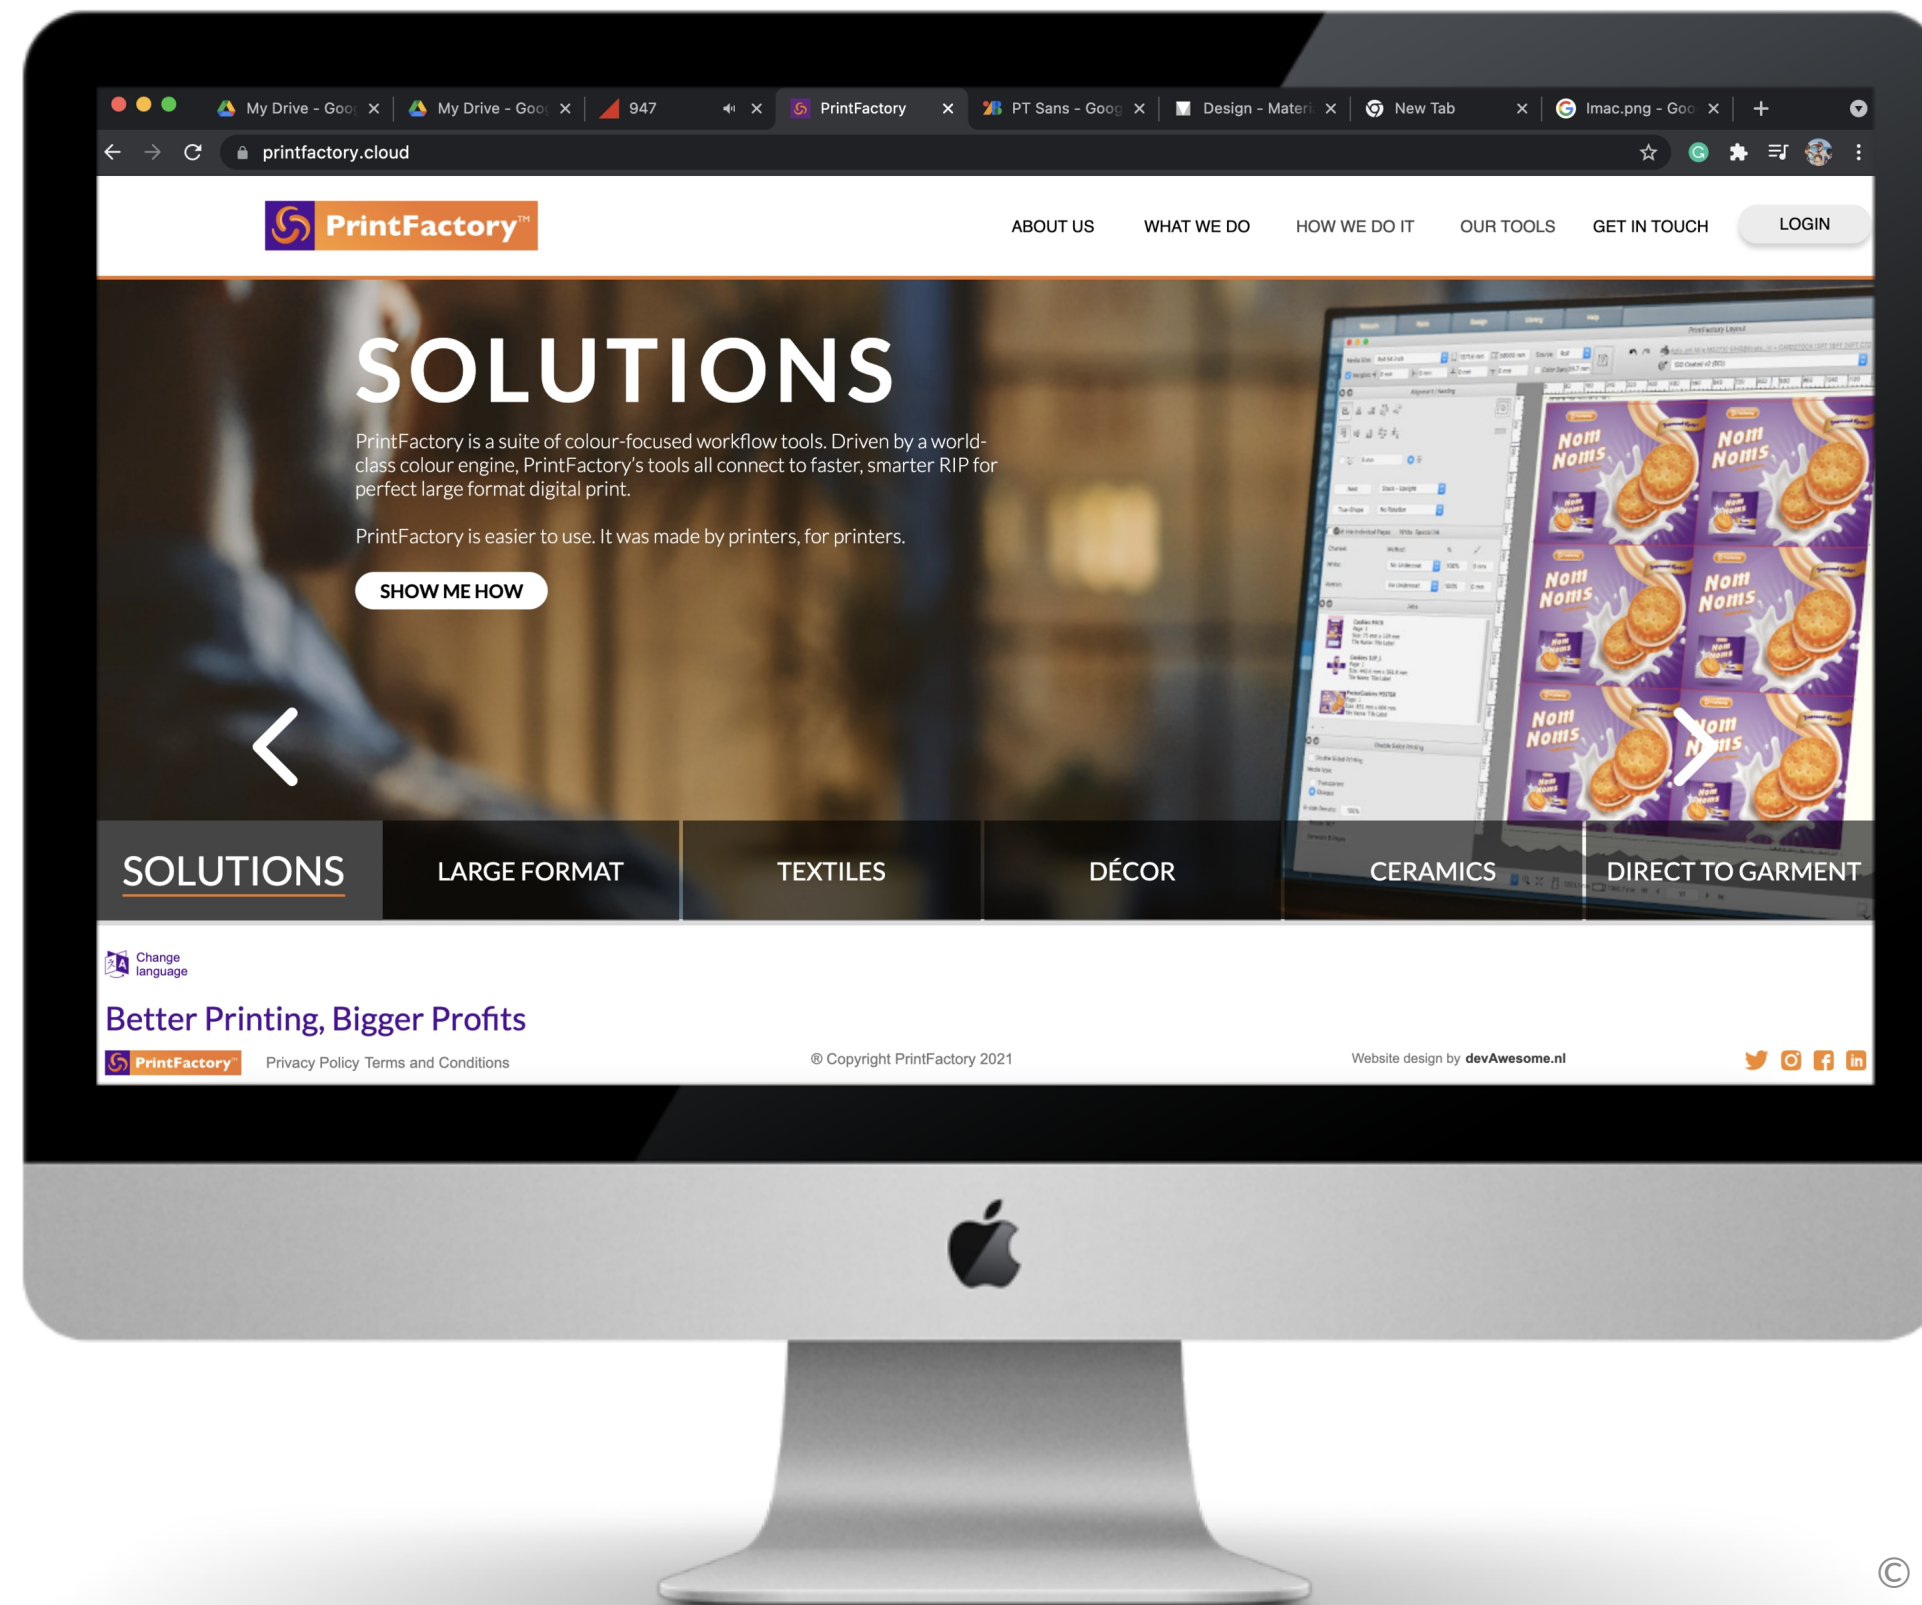 My Drive - Goo
My Drive - Goo
947
PrintFactory
PT Sans - Goog
Design - Materi
New Tab
Imac.png - Goo
printfactory.cloud
PrintFactory™
ABOUT US
WHAT WE DO
HOW WE DO IT
OUR TOOLS
GET IN TOUCH
LOGIN
SOLUTIONS
PrintFactory is a suite of colour-focused workflow tools. Driven by a world-
class colour engine, PrintFactory's tools all connect to faster, smarter RIP for
perfect large format digital print.
PrintFactory is easier to use. It was made by printers, for printers.
SHOW ME HOW
Nom
Noms
Nom
Noms
Nom
Noms
Nom
Noms
Nom
Noms
Nom
Noms
SOLUTIONS
LARGE FORMAT
TEXTILES
DÉCOR
CERAMICS
DIRECT TO GARMENT
Change
language
Better Printing, Bigger Profits
PrintFactory
Privacy Policy Terms and Conditions
® Copyright PrintFactory 2021
Website design by devAwesome.nl
©